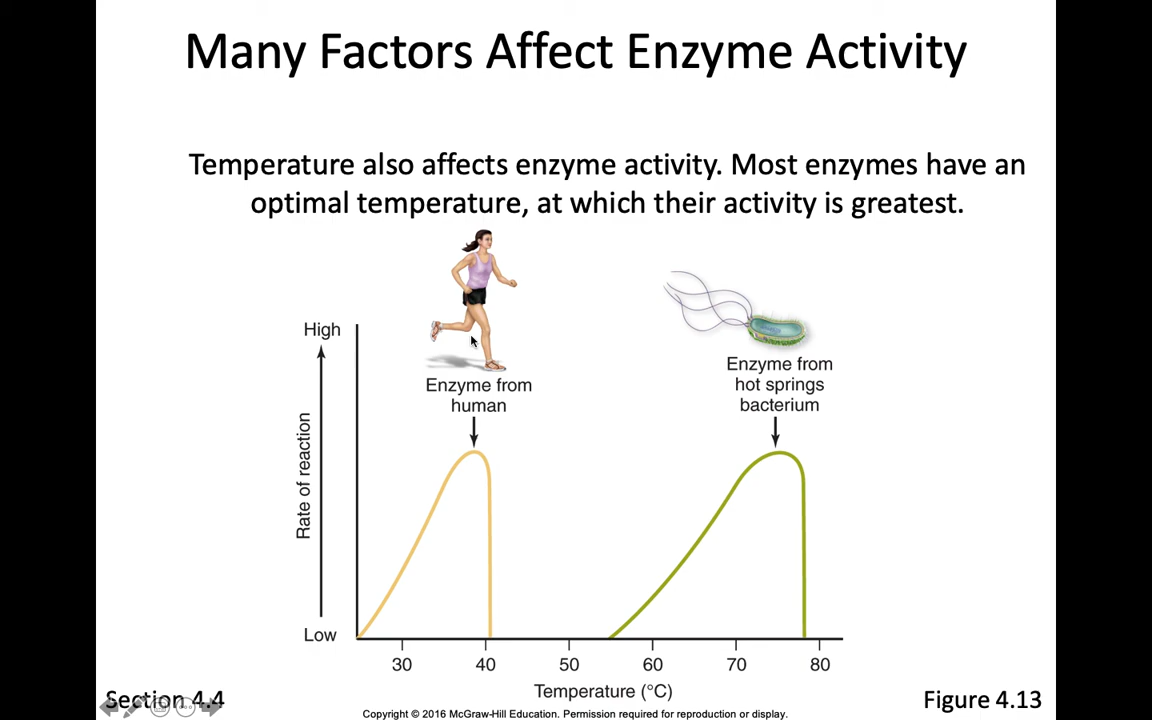 Many Factors Affect Enzyme Activity
Temperature also affects enzyme activity. Most enzymes have an
optimal temperature, at which their activity is greatest.
High
Enzyme from
human
Enzyme from
hot springs
bacterium
Rate of reaction
Low
30 40 50 60 70 80
Temperature (°C)
Section 4.4
Figure 4.13
Copyright © 2016 McGraw-Hill Education. Permission required for reproduction or display.